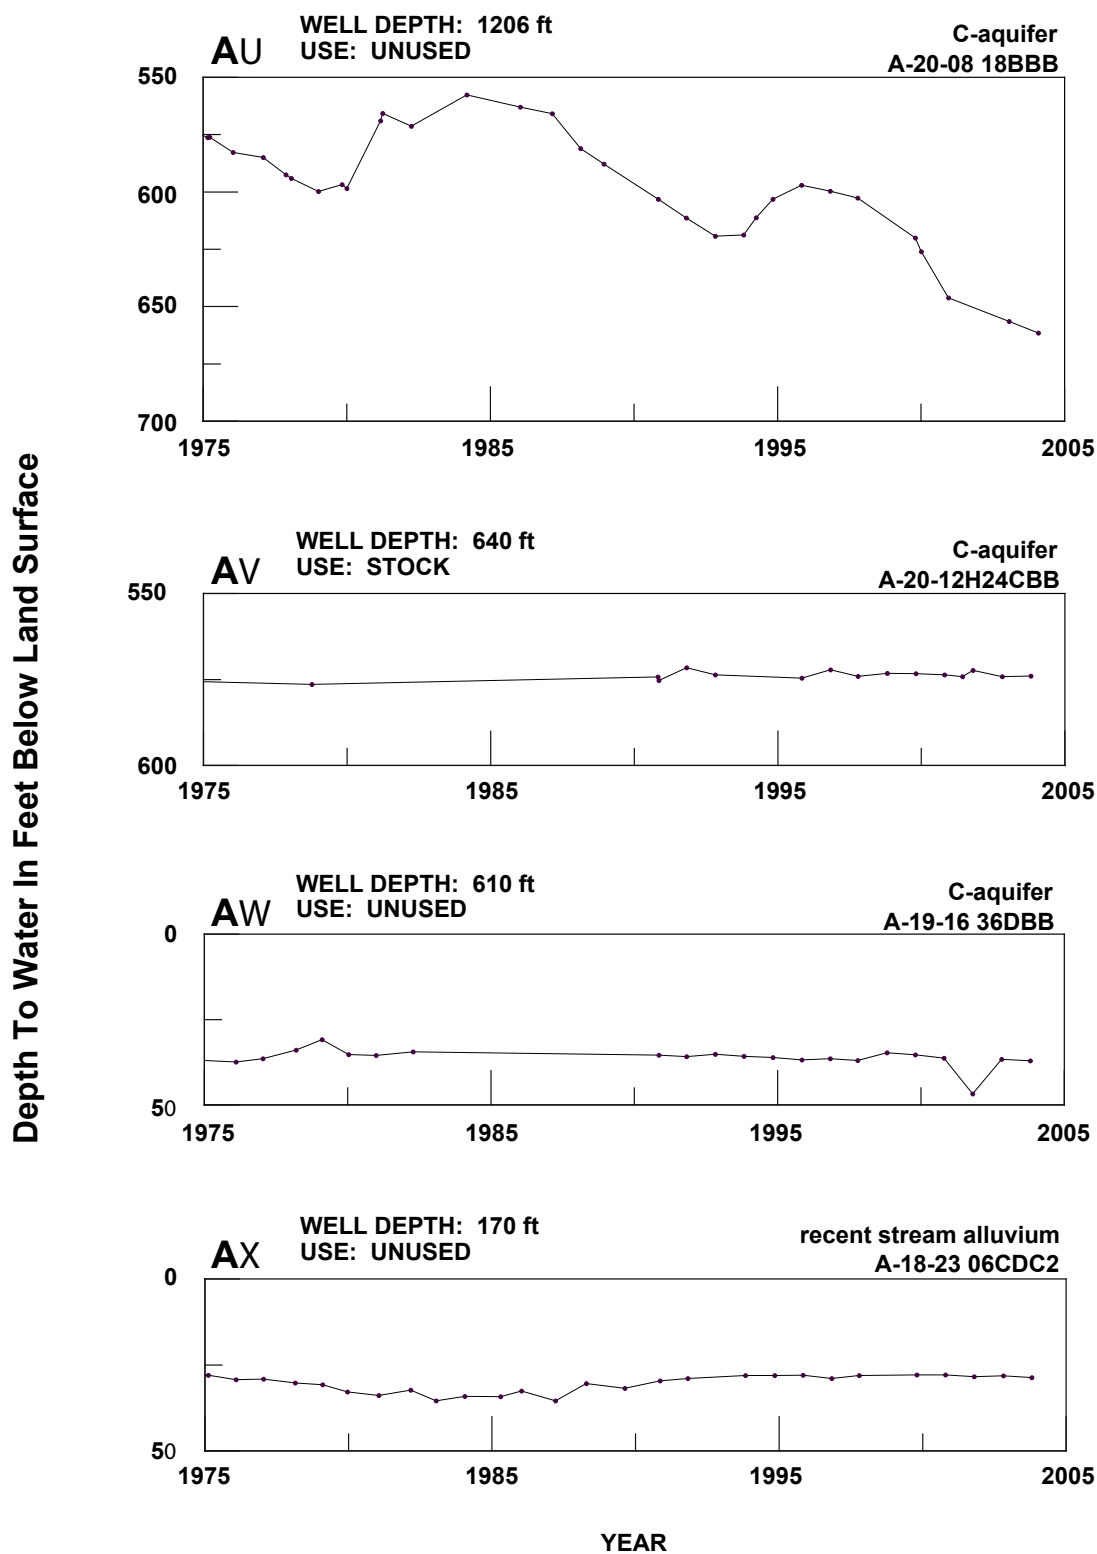 AU
WELL DEPTH: 1206 ft
USE: UNUSED
C-aquifer
A-20-08 18BBB
550
600
650
700
1975 1985 1995 2005
AV
WELL DEPTH: 640 ft
USE: STOCK
C-aquifer
A-20-12H24CBB
550
600
1975 1985 1995 2005
AW
WELL DEPTH: 610 ft
USE: UNUSED
C-aquifer
A-19-16 36DBB
0
50
1975 1985 1995 2005
AX
WELL DEPTH: 170 ft
USE: UNUSED
recent stream alluvium
A-18-23 06CDC2
0
50
1975 1985 1995 2005
YEAR
Depth To Water In Feet Below Land Surface